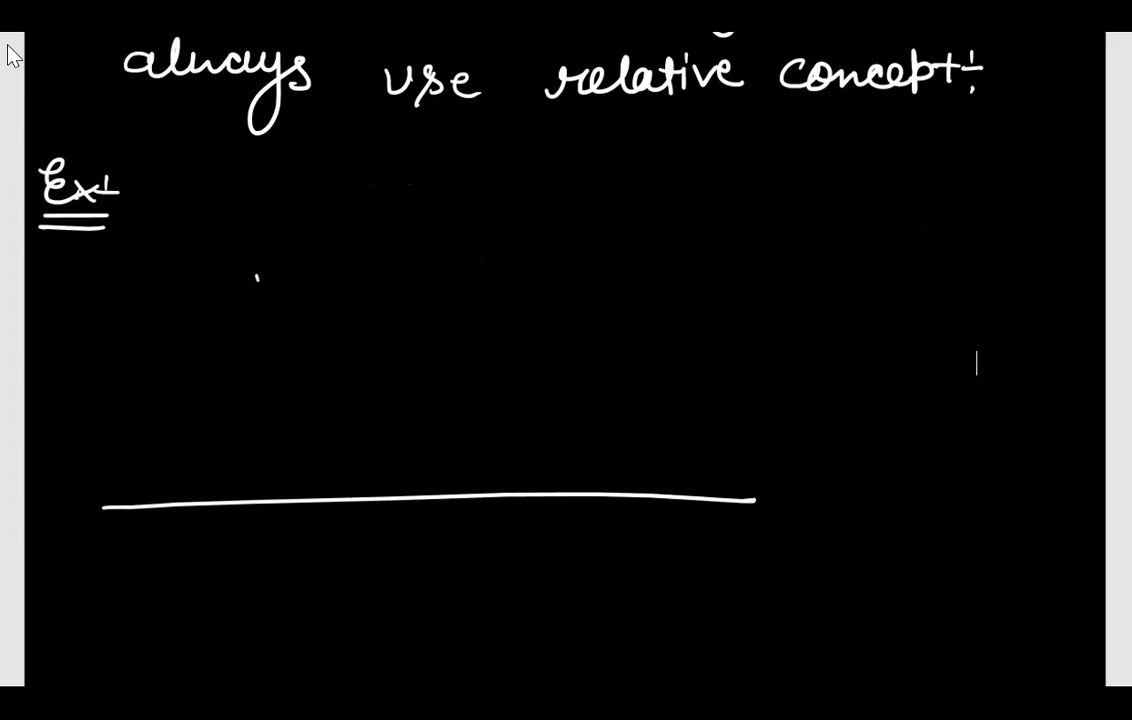 always use relative concept :-
Ex :-